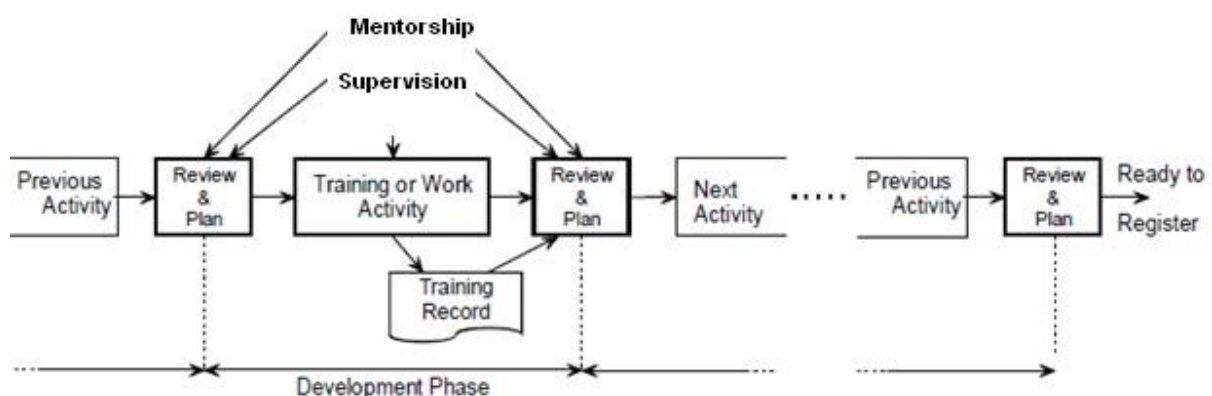 Mentorship
Supervision
Previous
Activity
Review
&
Plan
Training or Work
Activity
Review
&
Plan
Next
Activity
Previous
Activity
Review
&
Plan
Ready to
Register
Training
Record
Development Phase